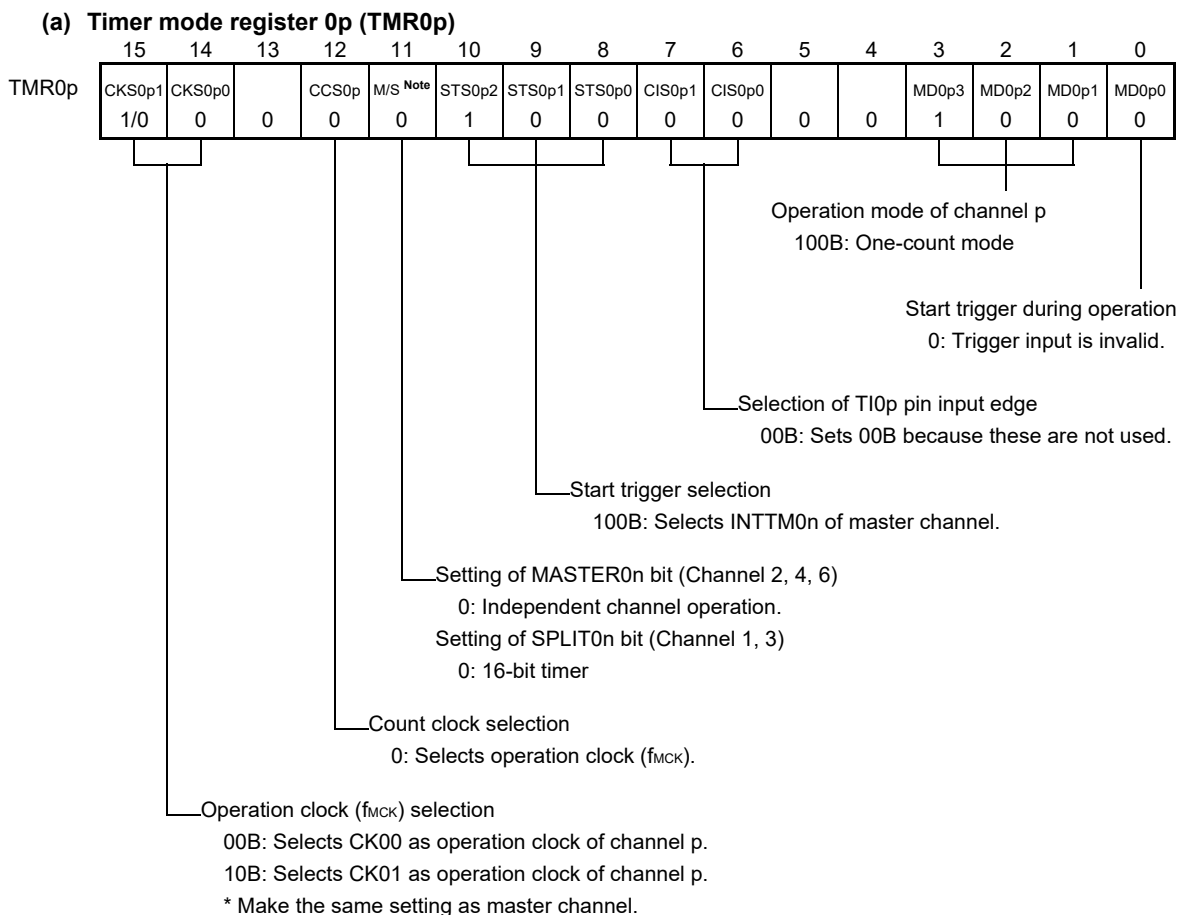 (a) Timer mode register 0p (TMR0p)
15 14 13 12 11 10 9 8 7 6 5 4 3 2 1 0
TMR0p CKS0p1 CKS0p0 CCS0p M/S Note STS0p2 STS0p1 STS0p0 CIS0p1 CIS0p0 MD0p3 MD0p2 MD0p1 MD0p0
1/0 0 0 0 0 1 0 0 0 0 0 0 1 0 0 0
Operation mode of channel p
100B: One-count mode
Start trigger during operation
0: Trigger input is invalid.
Selection of TI0p pin input edge
00B: Sets 00B because these are not used.
Start trigger selection
100B: Selects INTTM0n of master channel.
Setting of MASTER0n bit (Channel 2, 4, 6)
0: Independent channel operation.
Setting of SPLIT0n bit (Channel 1, 3)
0: 16-bit timer
Count clock selection
0: Selects operation clock (fMCK).
Operation clock (fMCK) selection
00B: Selects CK00 as operation clock of channel p.
10B: Selects CK01 as operation clock of channel p.
* Make the same setting as master channel.